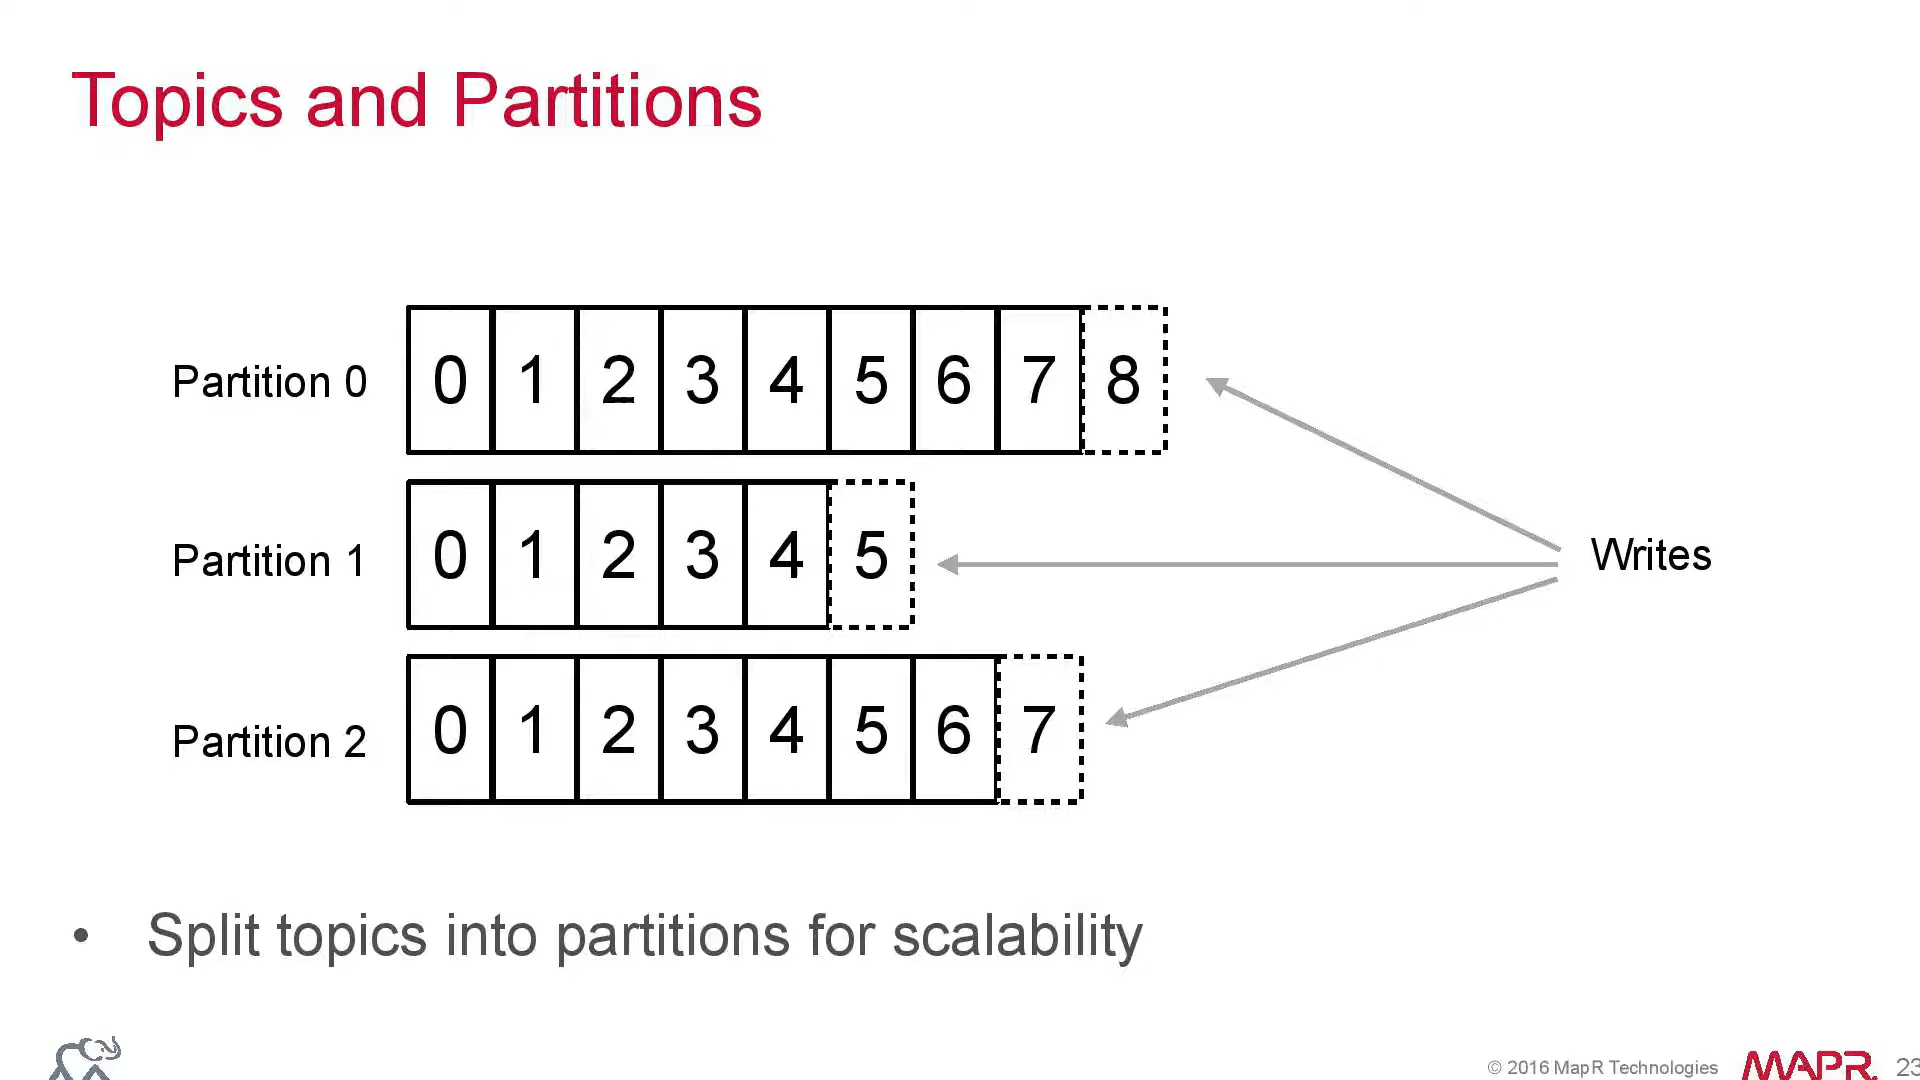 Topics and Partitions
Partition 0 0 1 2 3 4 5 6 7 8
Partition 1 0 1 2 3 4 5
Writes
Partition 2 0 1 2 3 4 5 6 7
• Split topics into partitions for scalability
© 2016 MapR Technologies MAPR. 23